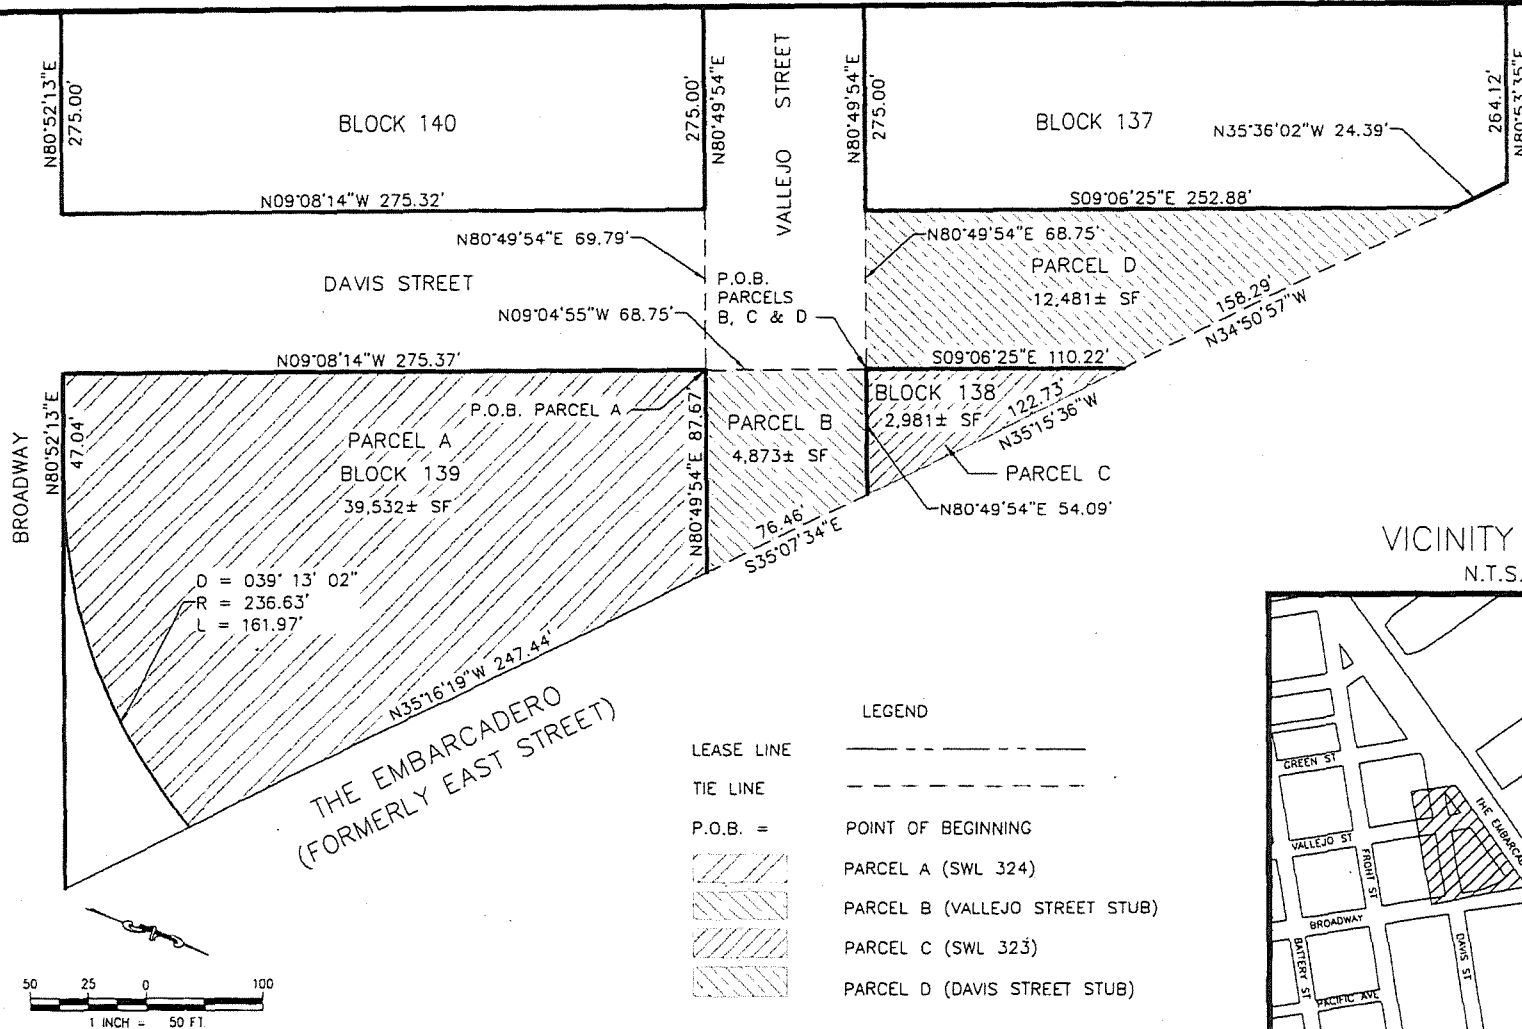 N80°52'13"E
275.00'
BLOCK 140
275.00'
N80°49'54"E
VALLEJO STREET
N80°49'54"E
275.00'
BLOCK 137
N35°36'02"W 24.39'
264.12'
N80°53'35"E
N09°08'14"W 275.32'
S09°06'25"E 252.88'
N80°49'54"E 69.79'
N80°49'54"E 68.75'
DAVIS STREET
P.O.B.
PARCELS
B, C & D
PARCEL D
12,481± SF
N09°04'55"W 68.75'
158.29'
N34°50'57"W
N09°08'14"W 275.37'
S09°06'25"E 110.22'
BROADWAY
N80°52'13"E
47.04'
P.O.B. PARCEL A
PARCEL A
BLOCK 139
39,532± SF
N80°49'54"E 87.67'
PARCEL B
4,873± SF
BLOCK 138
2,981± SF
122.73'
N35°15'36"W
PARCEL C
N80°49'54"E 54.09'
76.46'
S35°07'34"E
D = 039° 13' 02"
R = 236.63'
L = 161.97'
N35°16'19"W 247.44'
THE EMBARCADERO
(FORMERLY EAST STREET)
VICINITY
N.T.S.
LEGEND
LEASE LINE
TIE LINE
P.O.B. = POINT OF BEGINNING
PARCEL A (SWL 324)
PARCEL B (VALLEJO STREET STUB)
PARCEL C (SWL 323)
PARCEL D (DAVIS STREET STUB)
50 25 0 100
1 INCH = 50 FT.
GREEN ST
VALLEJO ST
FRONT ST
THE EMBARCAD
BROADWAY
BATTERY ST
DAVIS ST
PACIFIC AVE